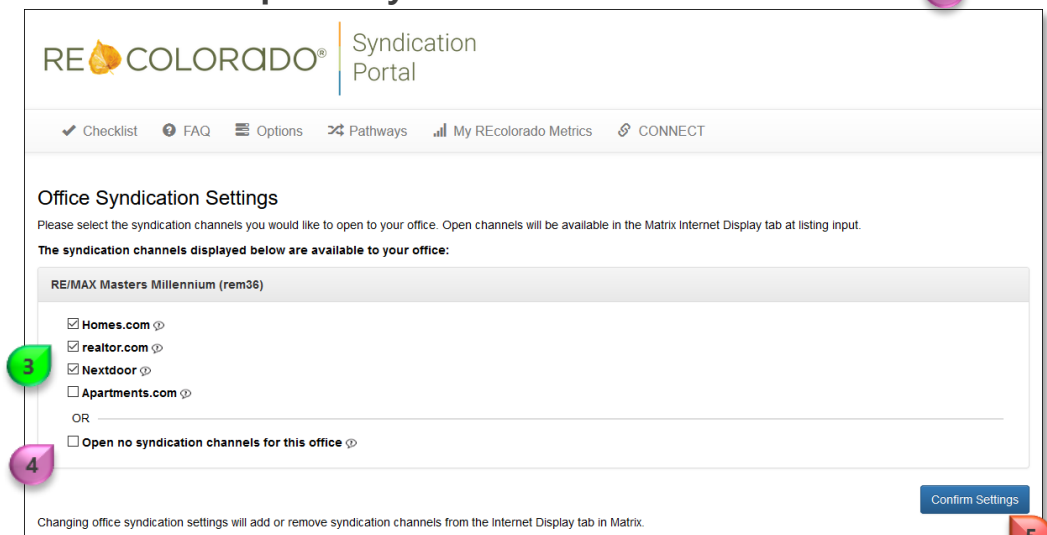 RECOLORADO®
Syndication
Portal
Checklist FAQ Options Pathways My REcolorado Metrics CONNECT
Office Syndication Settings
Please select the syndication channels you would like to open to your office. Open channels will be available in the Matrix Internet Display tab at listing input.
The syndication channels displayed below are available to your office:
RE/MAX Masters Millennium (rem36)
Homes.com
realtor.com
3
Nextdoor
Apartments.com
OR
Open no syndication channels for this office
4
Confirm Settings
5
Changing office syndication settings will add or remove syndication channels from the Internet Display tab in Matrix.